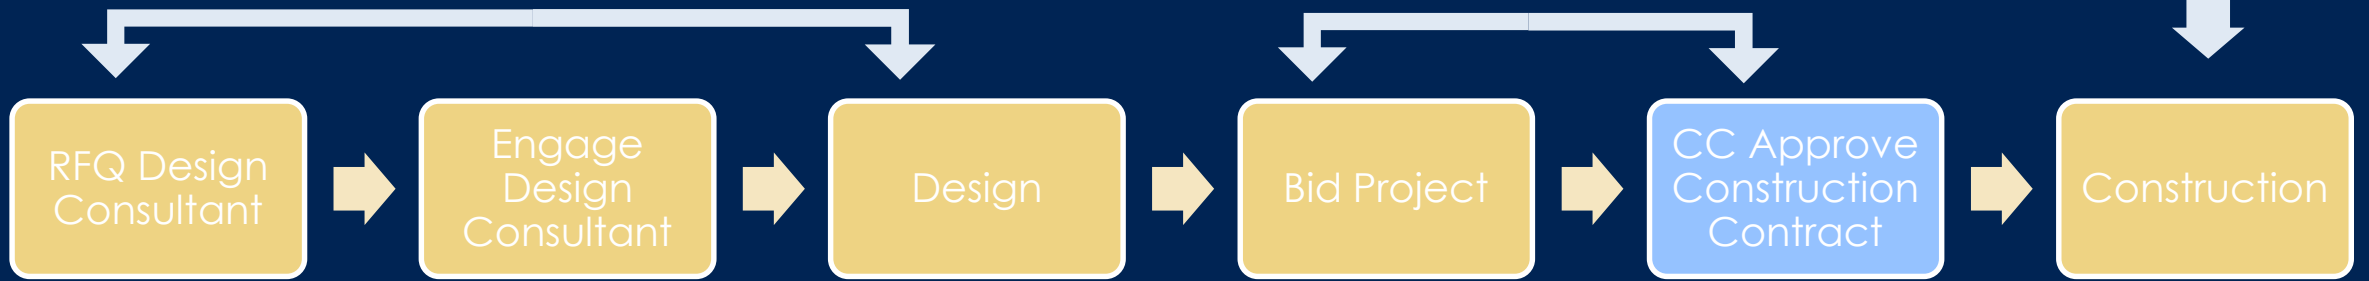 RFQ Design
Consultant
Engage
Design
Consultant
Design
Bid Project
CC Approve
Construction
Contract
Construction